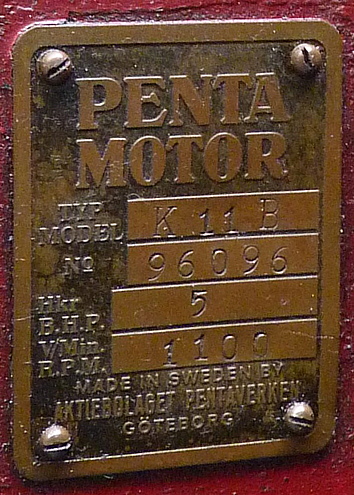 PENTA
MOTOR
TYP
MODEL K 11 B
No 96096
Hkr
B.H.P. 5
V/Min
R.P.M. 1100
MADE IN SWEDEN BY
AKTIEBOLAGET PENTAVERKEN
GÖTEBORG